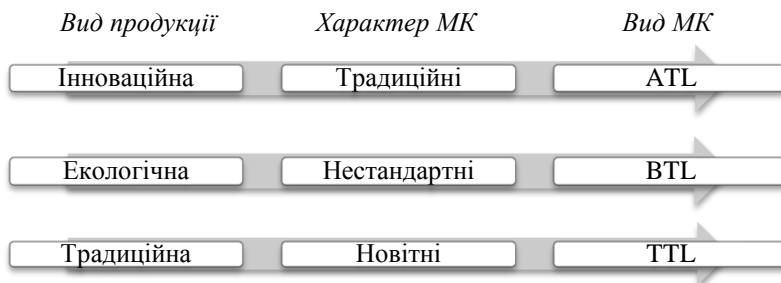 Вид продукції Характер МК Вид МК
Інноваційна Традиційні ATL
Екологічна Нестандартні BTL
Традиційна Новітні TTL